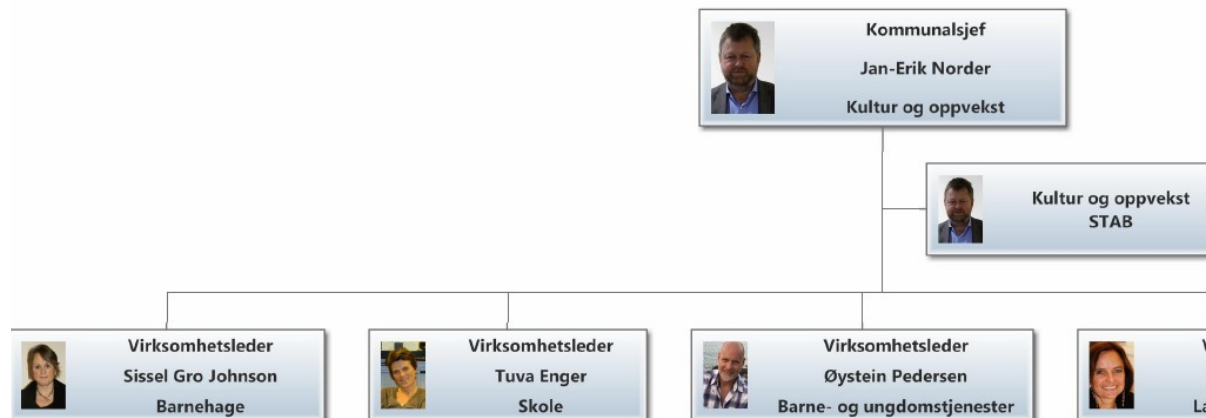 Kommunalsjef
Jan-Erik Norder
Kultur og oppvekst
Kultur og oppvekst
STAB
Virksomhetsleder
Sissel Gro Johnson
Barnehage
Virksomhetsleder
Tuva Enger
Skole
Virksomhetsleder
Øystein Pedersen
Barne- og ungdomstjenester